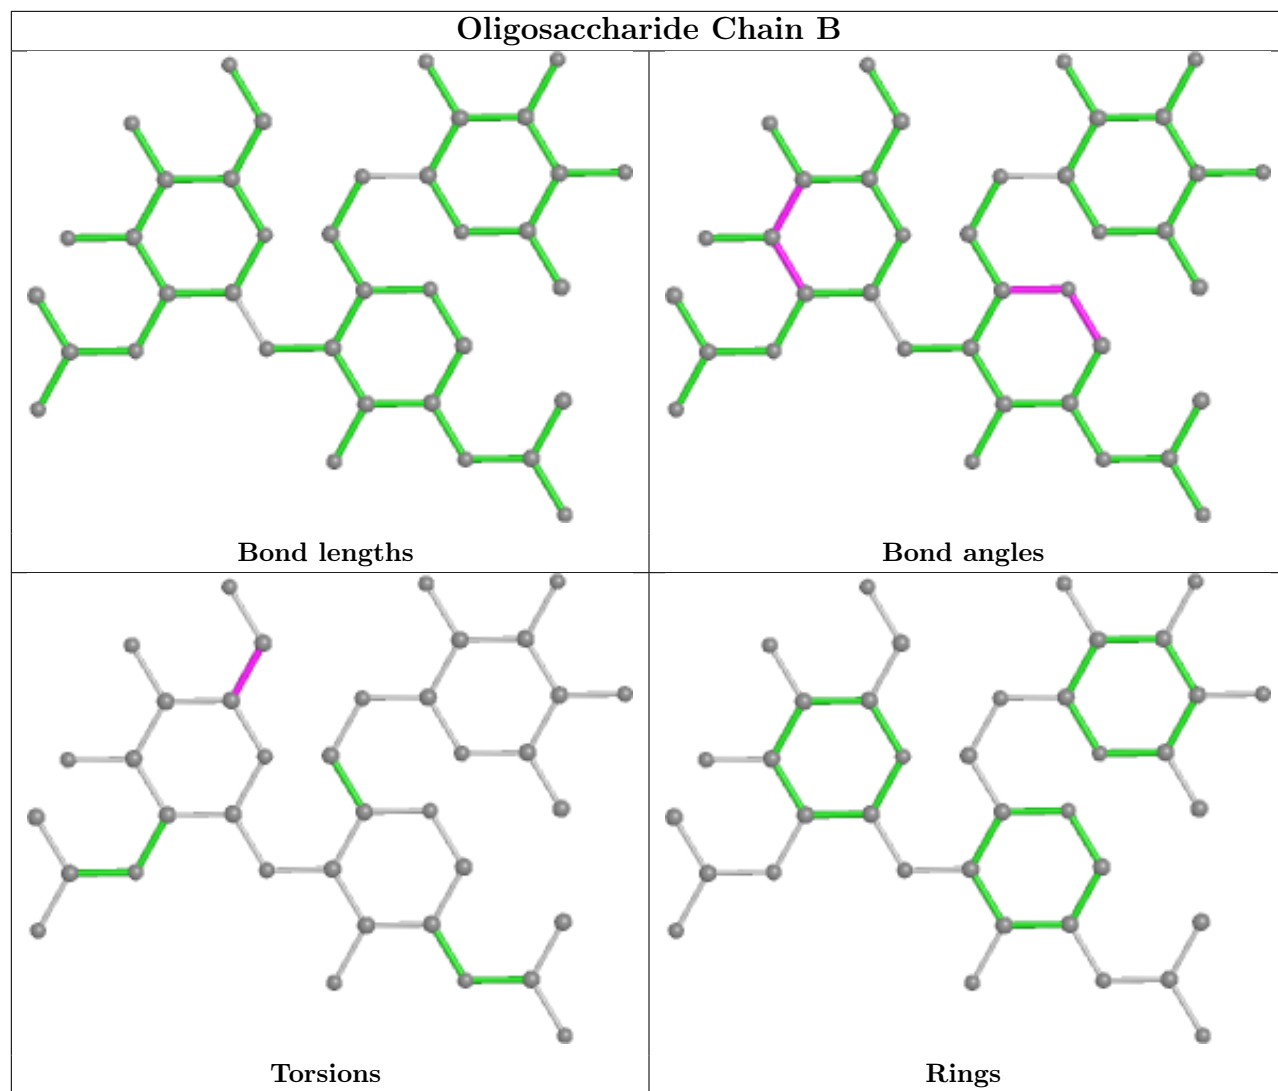 Oligosaccharide Chain B
Bond lengths
Bond angles
Torsions
Rings